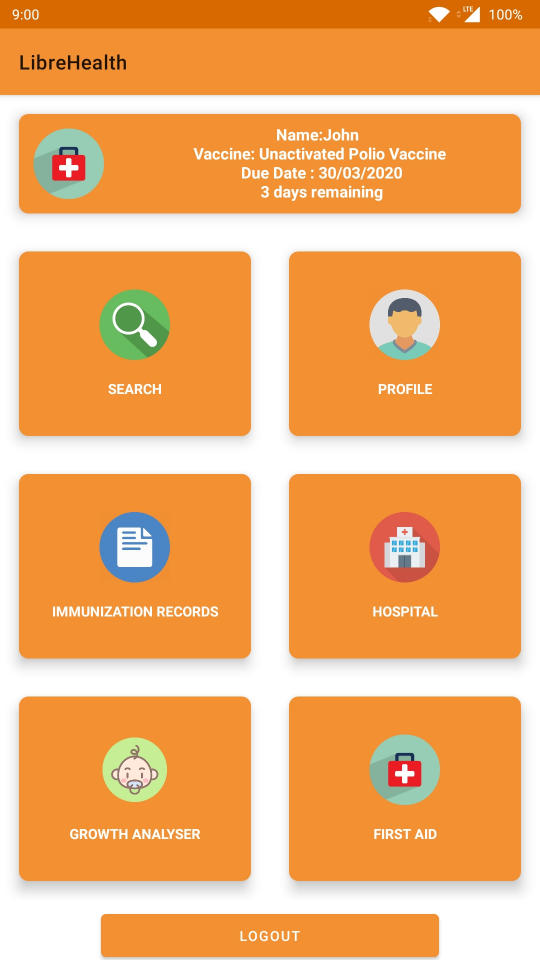 9:00
LTE
100%
LibreHealth
Name:John
Vaccine: Unactivated Polio Vaccine
Due Date : 30/03/2020
3 days remaining
SEARCH
PROFILE
IMMUNIZATION RECORDS
HOSPITAL
GROWTH ANALYSER
FIRST AID
LOGOUT